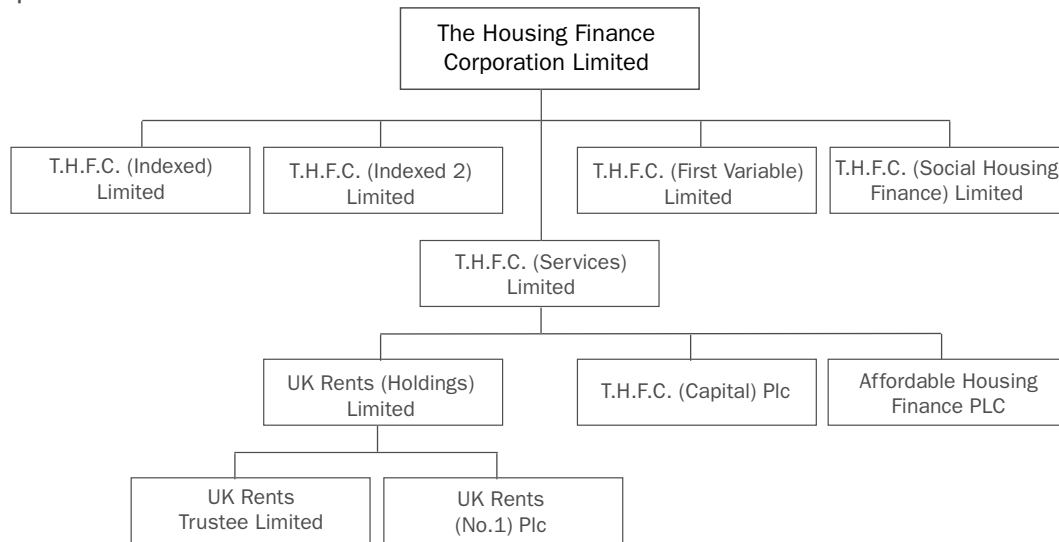 The Housing Finance
Corporation Limited
T.H.F.C. (Indexed)
Limited
T.H.F.C. (Indexed 2)
Limited
T.H.F.C. (First Variable)
Limited
T.H.F.C. (Social Housing
Finance) Limited
T.H.F.C. (Services)
Limited
UK Rents (Holdings)
Limited
T.H.F.C. (Capital) Plc
Affordable Housing
Finance PLC
UK Rents
Trustee Limited
UK Rents
(No.1) Plc